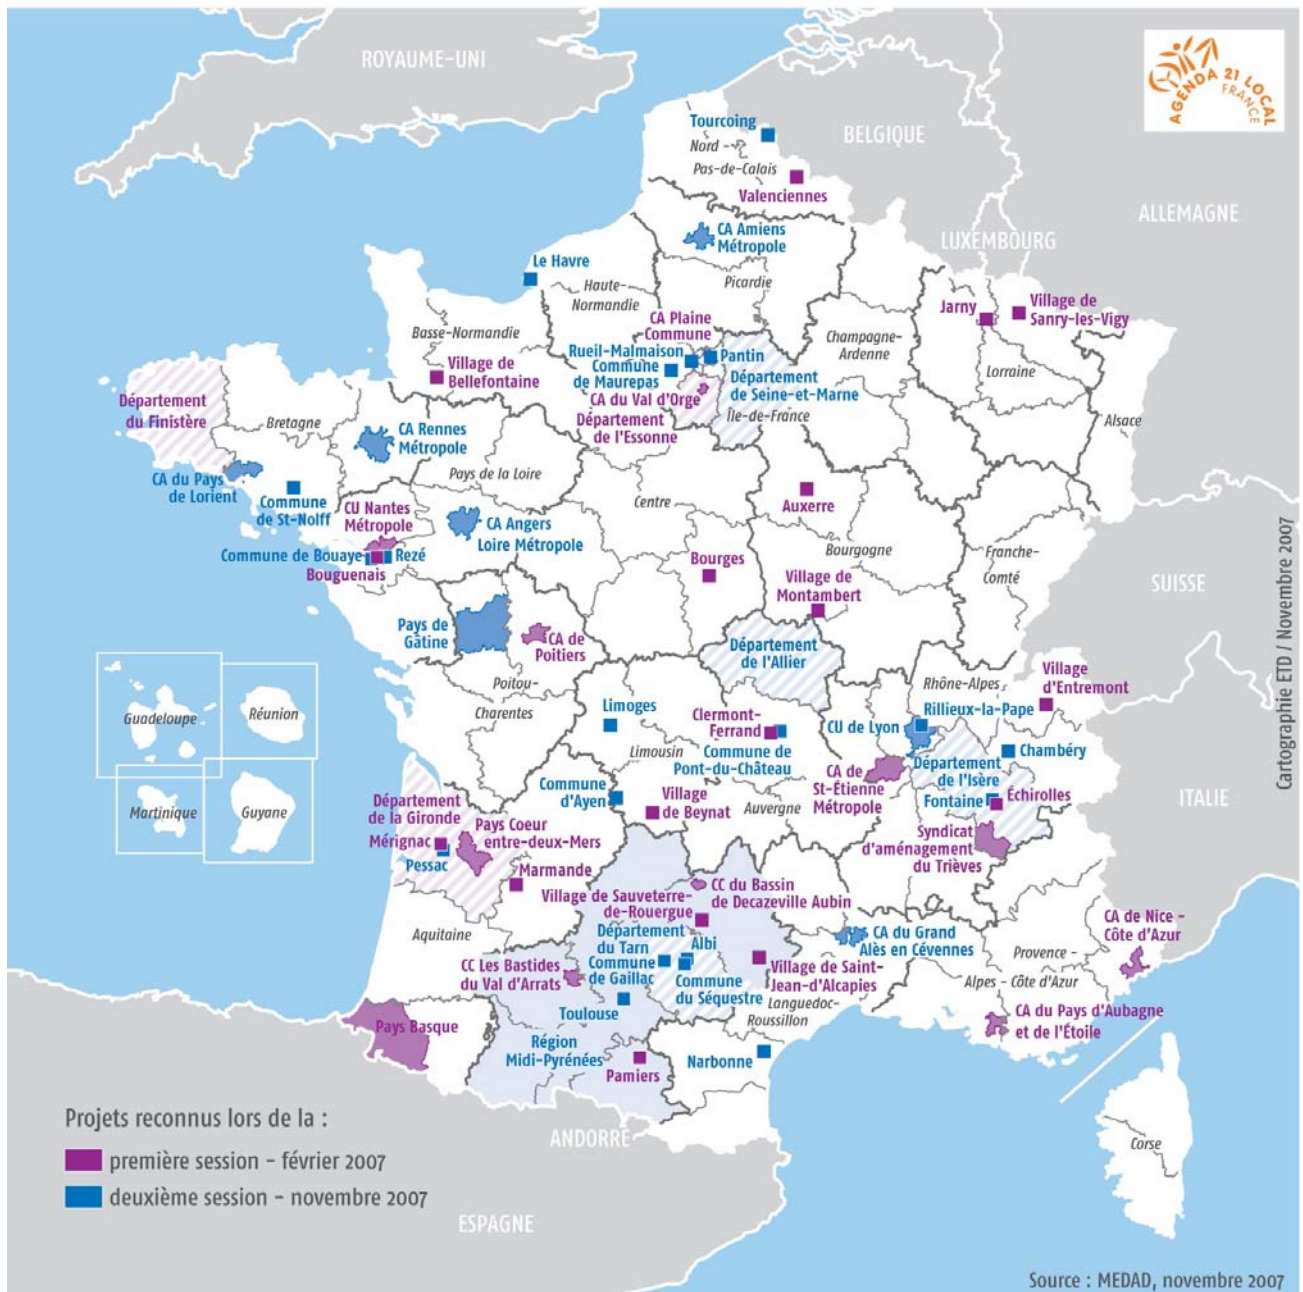 ROYAUME-UNI
AGENDA 21 LOCAL
FRANCE
Tourcoing
BELGIQUE
Nord -
Pas-de-Calais
Valenciennes
ALLEMAGNE
CA Amiens
Métropole
LUXEMBOURG
Le Havre
Haute-
Normandie
Picardie
Jarny
Village de
Sanry-les-Vigy
CA Plaine
Commune
Basse-Normandie
Champagne-
Ardenne
Rueil-Malmaison
Pantin
Village de
Bellefontaine
Commune
de Maurepas
Département
de Seine-et-Marne
Lorraine
CA du Val d'Orge
Île-de-France
Alsace
Département
de l'Essonne
Département
du Finistère
Bretagne
CA Rennes
Métropole
CA du Pays
de Lorient
Pays de la Loire
Commune
de St-Nolff
Centre
Auxerre
CU Nantes
Métropole
CA Angers
Loire Métropole
Commune de Bouaye
Rezé
Bouguenais
Bourgogne
Franche-
Comté
Bourges
Village de
Montambert
SUISSE
Pays de
Gâtine
CA de
Poitiers
Département
de l'Allier
Poitou-
Charentes
Rhône-Alpes
Village
d'Entremont
Guadeloupe
Réunion
Martinique
Guyane
Limoges
Clermont-
Ferrand
CU de Lyon
Rillieux-la-Pape
Limousin
Commune de
Pont-du-Château
Chambéry
Département
de l'Isère
CA de
St-Étienne
Métropole
Commune
d'Ayen
Village
de Beynat
Auvergne
Fontaine
Échirolles
ITALIE
Département
de la Gironde
Pays Coeur
entre-deux-Mers
Mérignac
Pessac
Syndicat
d'aménagement
du Trièves
Marmande
CC du Bassin
de Decazeville Aubin
Village de Sauveterre-
de-Rouergue
CA de Nice -
Côte d'Azur
Aquitaine
Département
du Tarn
Albi
CA du Grand
Alès en Cévennes
Provence -
Alpes - Côte d'Azur
CC Les Bastides
du Val d'Arrats
Commune
de Gaillac
Commune
du Séquestre
Village de Saint-
Jean-d'Alcapies
Toulouse
Languedoc-
Roussillon
CA du Pays d'Aubagne
et de l'Étoile
Pays Basque
Région
Midi-Pyrénées
Pamiers
Narbonne
ANDORRE
Corse
ESPAGNE
Projets reconnus lors de la :
première session - février 2007
deuxième session - novembre 2007
Cartographie ETD / Novembre 2007
Source : MEDAD, novembre 2007